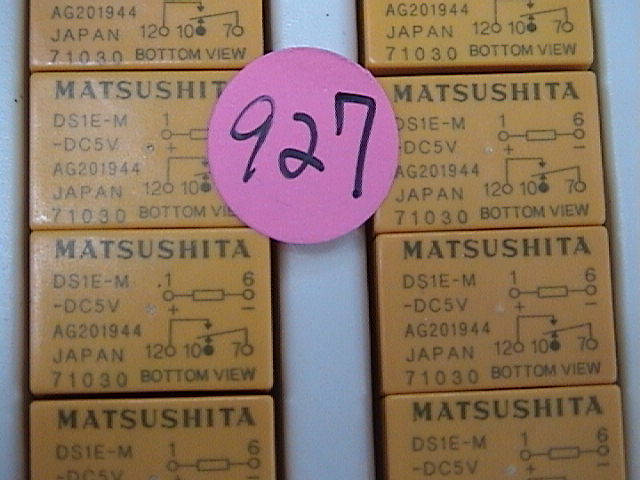 AG201944 12 10 7
JAPAN
71030 BOTTOM VIEW
AG201944 12 10 7
JAPAN
71030 BOTTOM VIEW
MATSUSHIT
DS1E-M 1
-DC5V +
AG201944
JAPAN 12 10
71030 BOTTOM VIE
927
MATSUSHITA
DS1E-M 1 6
-DC5V + -
AG201944
JAPAN 12 10 7
71030 BOTTOM VIEW
MATSUSHITA
DS1E-M 1 6
-DC5V + -
AG201944
JAPAN 12 10 7
71030 BOTTOM VIEW
MATSUSHITA
DS1E-M 1 6
-DC5V + -
AG201944
JAPAN 12 10 7
71030 BOTTOM VIEW
MATSUSHITA
DS1E-M 1 6
-DC5V +
MATSUSHITA
DS1E-M 1 6
-DC5V +